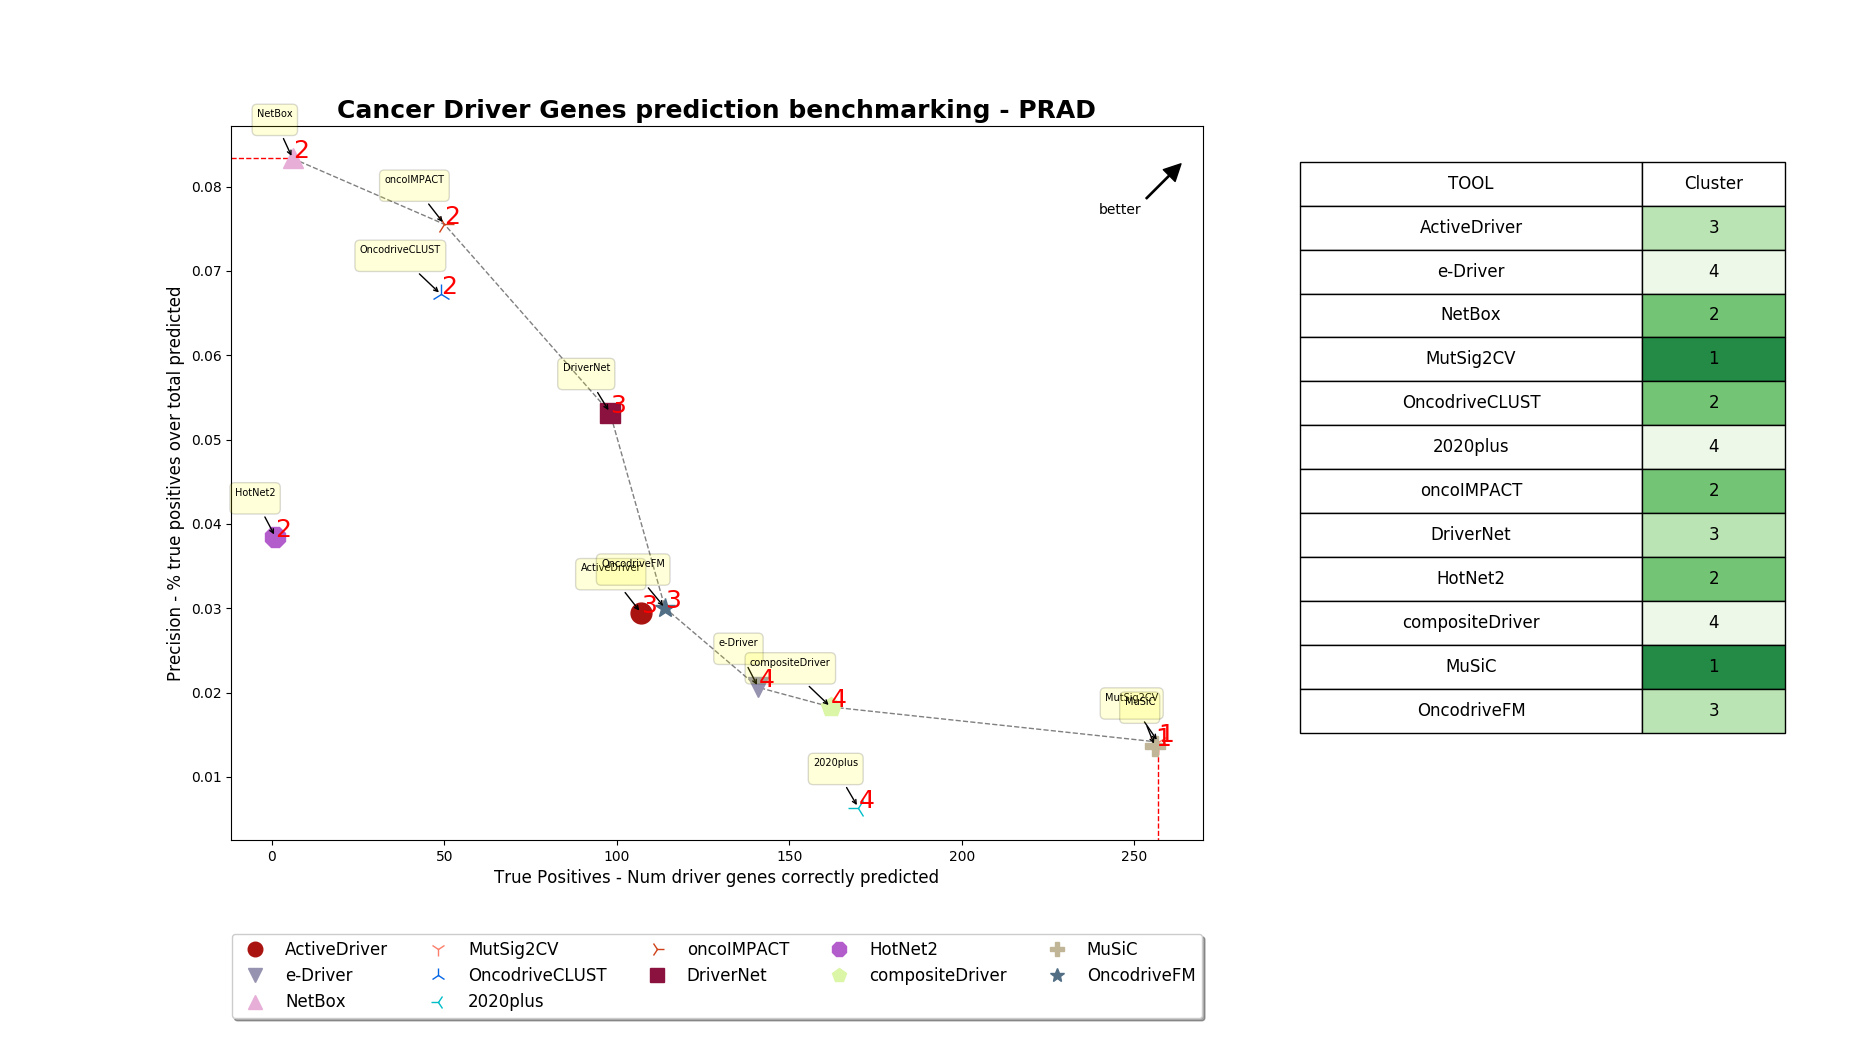 Cancer Driver Genes prediction benchmarking - PRAD
NetBox
2
oncoIMPACT
2
OncodriveCLUST
2
DriverNet
3
HotNet2
2
ActiveDriver
3
OncodriveFM
3
e-Driver
4
compositeDriver
4
MutSig2CV
1
MuSiC
1
2020plus
4
better
Precision - % true positives over total predicted
0.08
0.07
0.06
0.05
0.04
0.03
0.02
0.01
0 50 100 150 200 250
True Positives - Num driver genes correctly predicted
ActiveDriver MutSig2CV oncoIMPACT HotNet2 MuSiC
e-Driver OncodriveCLUST DriverNet compositeDriver OncodriveFM
NetBox 2020plus
TOOL Cluster
ActiveDriver 3
e-Driver 4
NetBox 2
MutSig2CV 1
OncodriveCLUST 2
2020plus 4
oncoIMPACT 2
DriverNet 3
HotNet2 2
compositeDriver 4
MuSiC 1
OncodriveFM 3